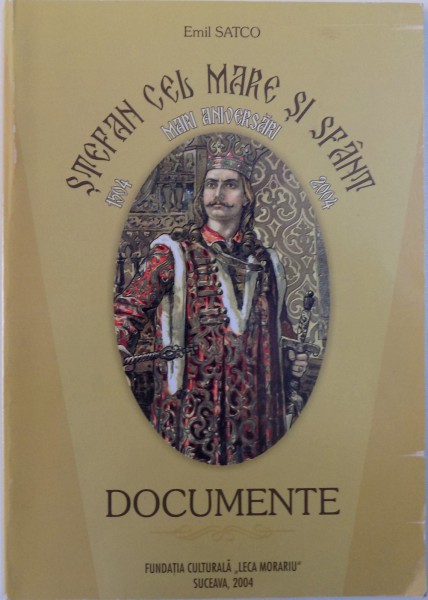 Emil SATCO
ȘTEFAN CEL MARE ȘI SFÂNT
MARI ANIVERSĂRI
1504 2004
DOCUMENTE
FUNDAȚIA CULTURALĂ „LECA MORARIU"
SUCEAVA, 2004